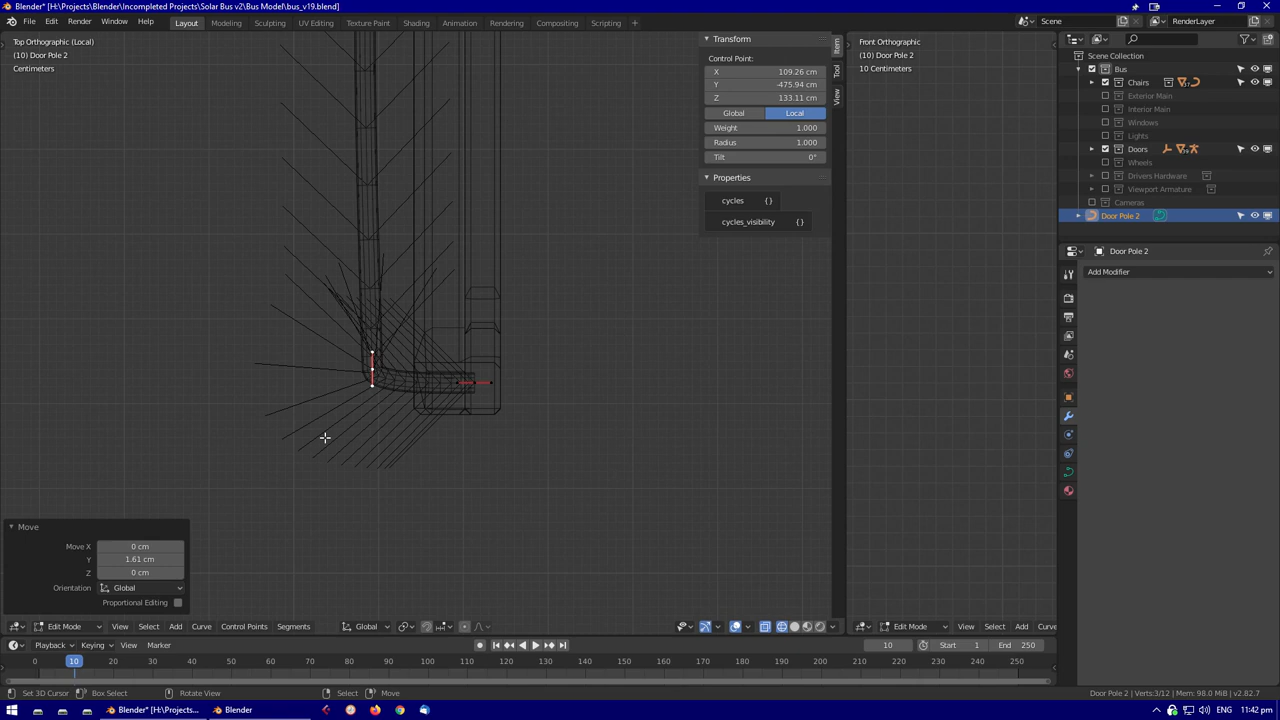 Blender* [H:\Projects\Blender\Incompleted Projects\Solar Bus v2\Bus Model\bus_v19.blend]
File Edit Render Window Help Layout Modeling Sculpting UV Editing Texture Paint Shading Animation Rendering Compositing Scripting Scene RenderLayer
Top Orthographic (Local)
(10) Door Pole 2
Centimeters
Transform
Control Point:
X 109.26 cm
Y -475.94 cm
Z 133.11 cm
Global Local
Weight 1.000
Radius 1.000
Tilt 0°
Properties
cycles {}
cycles_visibility {}
Item
Tool
View
Front Orthographic
(10) Door Pole 2
10 Centimeters
Scene Collection
Bus
Chairs
Exterior Main
Interior Main
Windows
Lights
Doors
Wheels
Drivers Hardware
Viewport Armature
Cameras
Door Pole 2
Door Pole 2
Add Modifier
Move
Move X 0 cm
Y 1.61 cm
Z 0 cm
Orientation Global
Proportional Editing
Edit Mode View Select Add Curve Control Points Segments Global Edit Mode View Select Add Cu
Playback Keying View Marker 10 Start 1 End 250
0 10 20 30 40 50 60 70 80 90 100 110 120 130 140 150 160 170 180 190 200 210 220 230 240 250
Set 3D Cursor Box Select Rotate View Select Move Door Pole 2 | Verts:3/12 | Mem: 98.0 MiB | v2.82.7
Blender* [H:\Projects... Blender ENG 11:42 pm